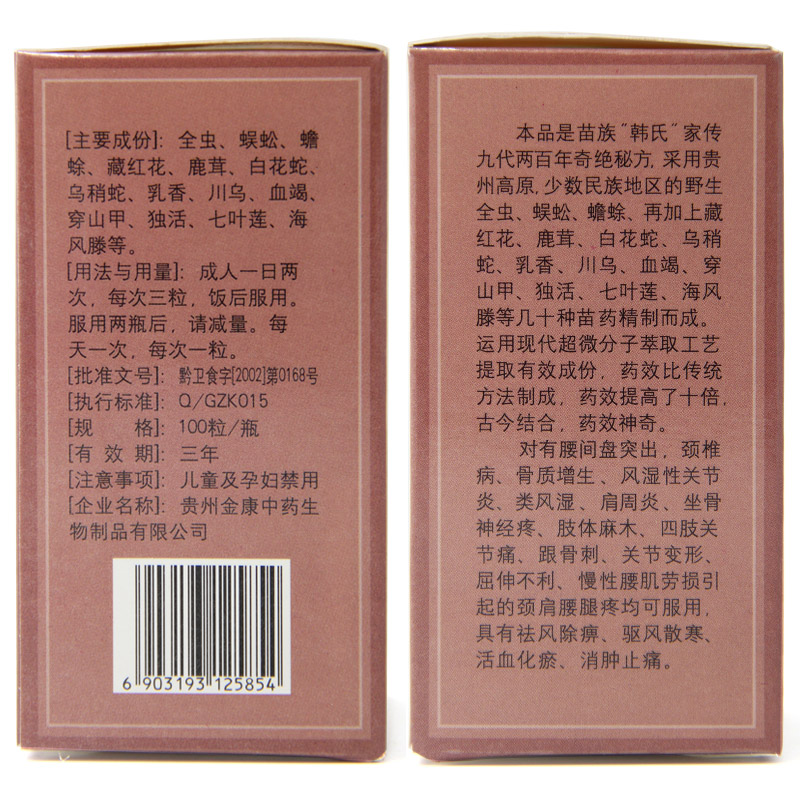 [主要成份]：全虫、蜈蚣、蟾
蜍、藏红花、鹿茸、白花蛇、
乌稍蛇、乳香、川乌、血竭、
穿山甲、独活、七叶莲、海
风滕等。
[用法与用量]：成人一日两
次，每次三粒，饭后服用。
服用两瓶后，请减量。每
天一次，每次一粒。
[批准文号]：黔卫食字[2002]第0168号
[执行标准]：Q/GZK015
[规 格]：100粒/瓶
[有 效 期]：三年
[注意事项]：儿童及孕妇禁用
[企业名称]：贵州金康中药生
物制品有限公司
6 903193 125854
本品是苗族“韩氏”家传
九代两百年奇绝秘方，采用贵
州高原，少数民族地区的野生
全虫、蜈蚣、蟾蜍、再加上藏
红花、鹿茸、白花蛇、乌稍
蛇、乳香、川乌、血竭、穿
山甲、独活、七叶莲、海风
滕等几十种苗药精制而成。
运用现代超微分子萃取工艺
提取有效成份，药效比传统
方法制成，药效提高了十倍，
古今结合，药效神奇。
对有腰间盘突出，颈椎
病、骨质增生、风湿性关节
炎、类风湿、肩周炎、坐骨
神经疼、肢体麻木、四肢关
节痛、跟骨刺、关节变形、
屈伸不利、慢性腰肌劳损引
起的颈肩腰腿疼均可服用，
具有祛风除痹、驱风散寒、
活血化瘀、消肿止痛。